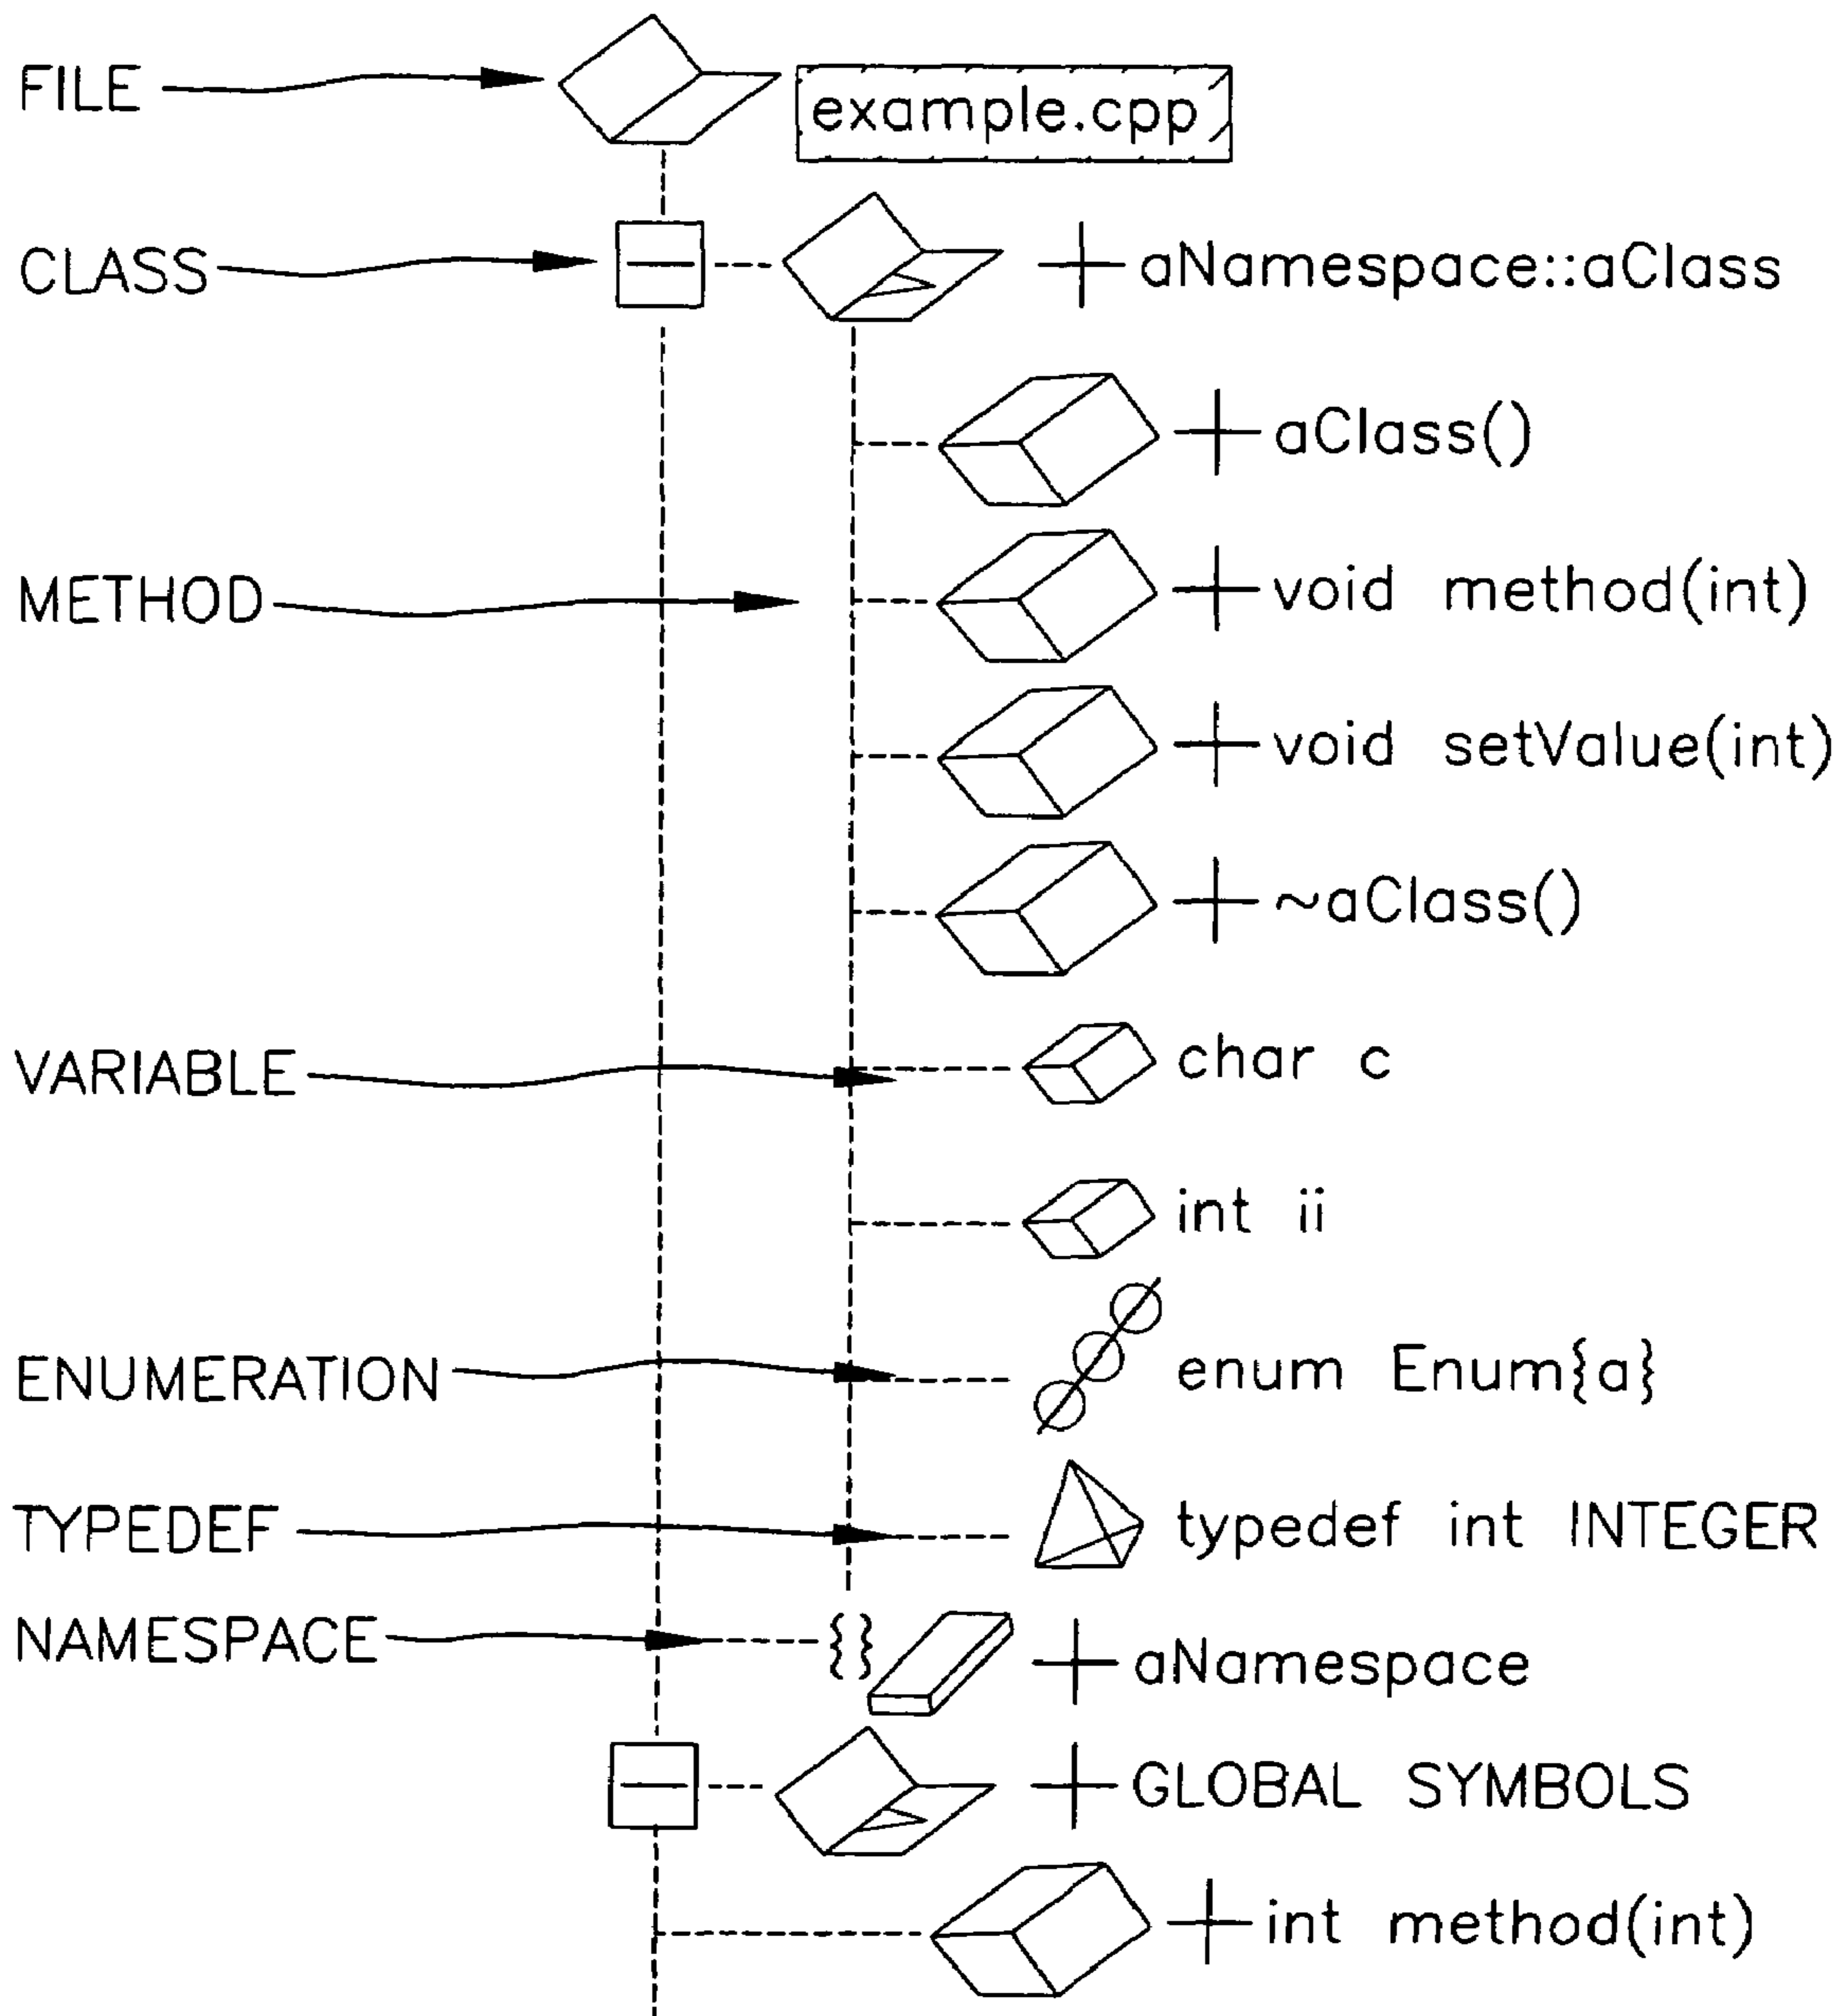 FILE example.cpp
CLASS aNamespace::aClass
aClass()
METHOD void method(int)
void setValue(int)
~aClass()
VARIABLE char c
int ii
ENUMERATION enum Enum{a}
TYPEDEF typedef int INTEGER
NAMESPACE {} aNamespace
GLOBAL SYMBOLS
int method(int)